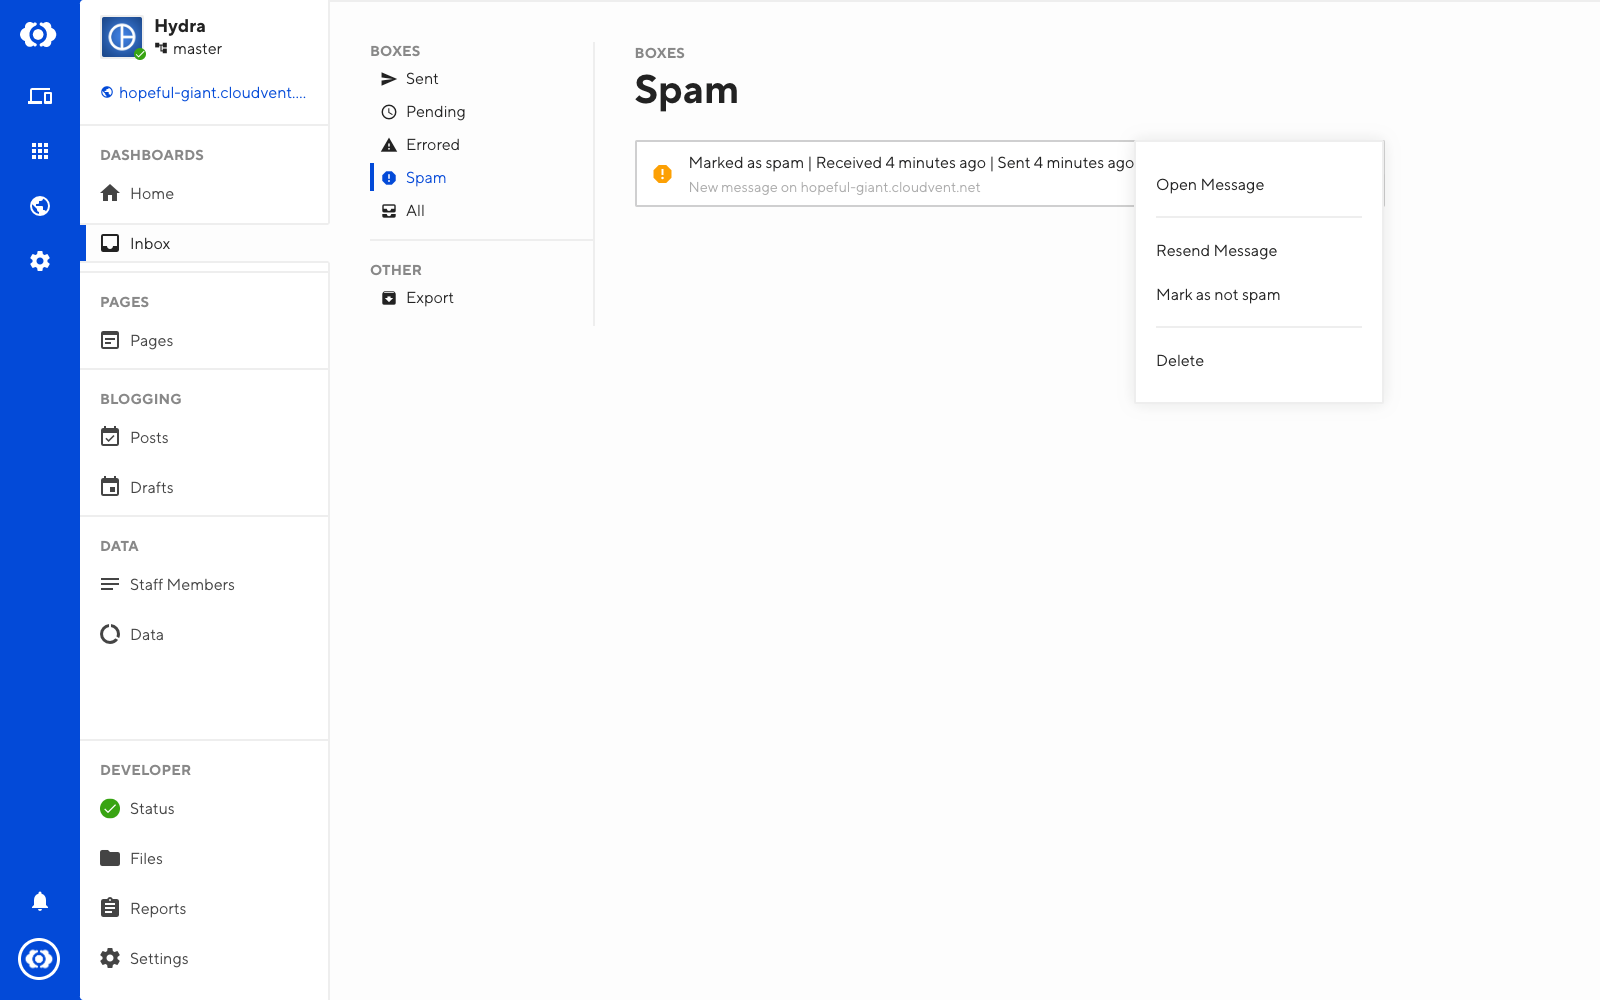 Hydra
master
hopeful-giant.cloudvent....
DASHBOARDS
Home
Inbox
PAGES
Pages
BLOGGING
Posts
Drafts
DATA
Staff Members
Data
DEVELOPER
Status
Files
Reports
Settings
BOXES
Sent
Pending
Errored
Spam
All
OTHER
Export
BOXES
Spam
Marked as spam | Received 4 minutes ago | Sent 4 minutes ago
New message on hopeful-giant.cloudvent.net
Open Message
Resend Message
Mark as not spam
Delete